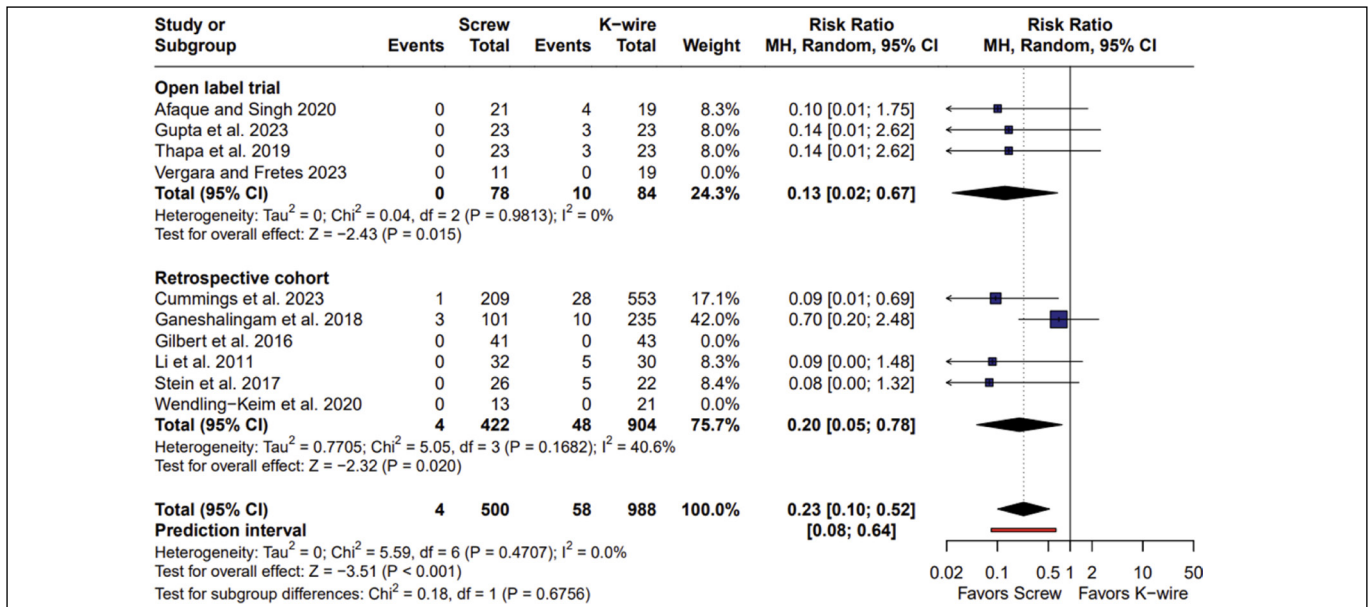 Study or Screw K-wire Risk Ratio Risk Ratio
Subgroup Events Total Events Total Weight MH, Random, 95% CI MH, Random, 95% CI
Open label trial
Afaque and Singh 2020 0 21 4 19 8.3% 0.10 [0.01; 1.75]
Gupta et al. 2023 0 23 3 23 8.0% 0.14 [0.01; 2.62]
Thapa et al. 2019 0 23 3 23 8.0% 0.14 [0.01; 2.62]
Vergara and Fretes 2023 0 11 0 19 0.0%
Total (95% CI) 0 78 10 84 24.3% 0.13 [0.02; 0.67]
Heterogeneity: Tau² = 0; Chi² = 0.04, df = 2 (P = 0.9813); I² = 0%
Test for overall effect: Z = −2.43 (P = 0.015)
Retrospective cohort
Cummings et al. 2023 1 209 28 553 17.1% 0.09 [0.01; 0.69]
Ganeshalingam et al. 2018 3 101 10 235 42.0% 0.70 [0.20; 2.48]
Gilbert et al. 2016 0 41 0 43 0.0%
Li et al. 2011 0 32 5 30 8.3% 0.09 [0.00; 1.48]
Stein et al. 2017 0 26 5 22 8.4% 0.08 [0.00; 1.32]
Wendling−Keim et al. 2020 0 13 0 21 0.0%
Total (95% CI) 4 422 48 904 75.7% 0.20 [0.05; 0.78]
Heterogeneity: Tau² = 0.7705; Chi² = 5.05, df = 3 (P = 0.1682); I² = 40.6%
Test for overall effect: Z = −2.32 (P = 0.020)
Total (95% CI) 4 500 58 988 100.0% 0.23 [0.10; 0.52]
Prediction interval [0.08; 0.64]
Heterogeneity: Tau² = 0; Chi² = 5.59, df = 6 (P = 0.4707); I² = 0.0%
Test for overall effect: Z = −3.51 (P < 0.001)
Test for subgroup differences: Chi² = 0.18, df = 1 (P = 0.6756)
0.02 0.1 0.5 1 2 10 50
Favors Screw Favors K−wire